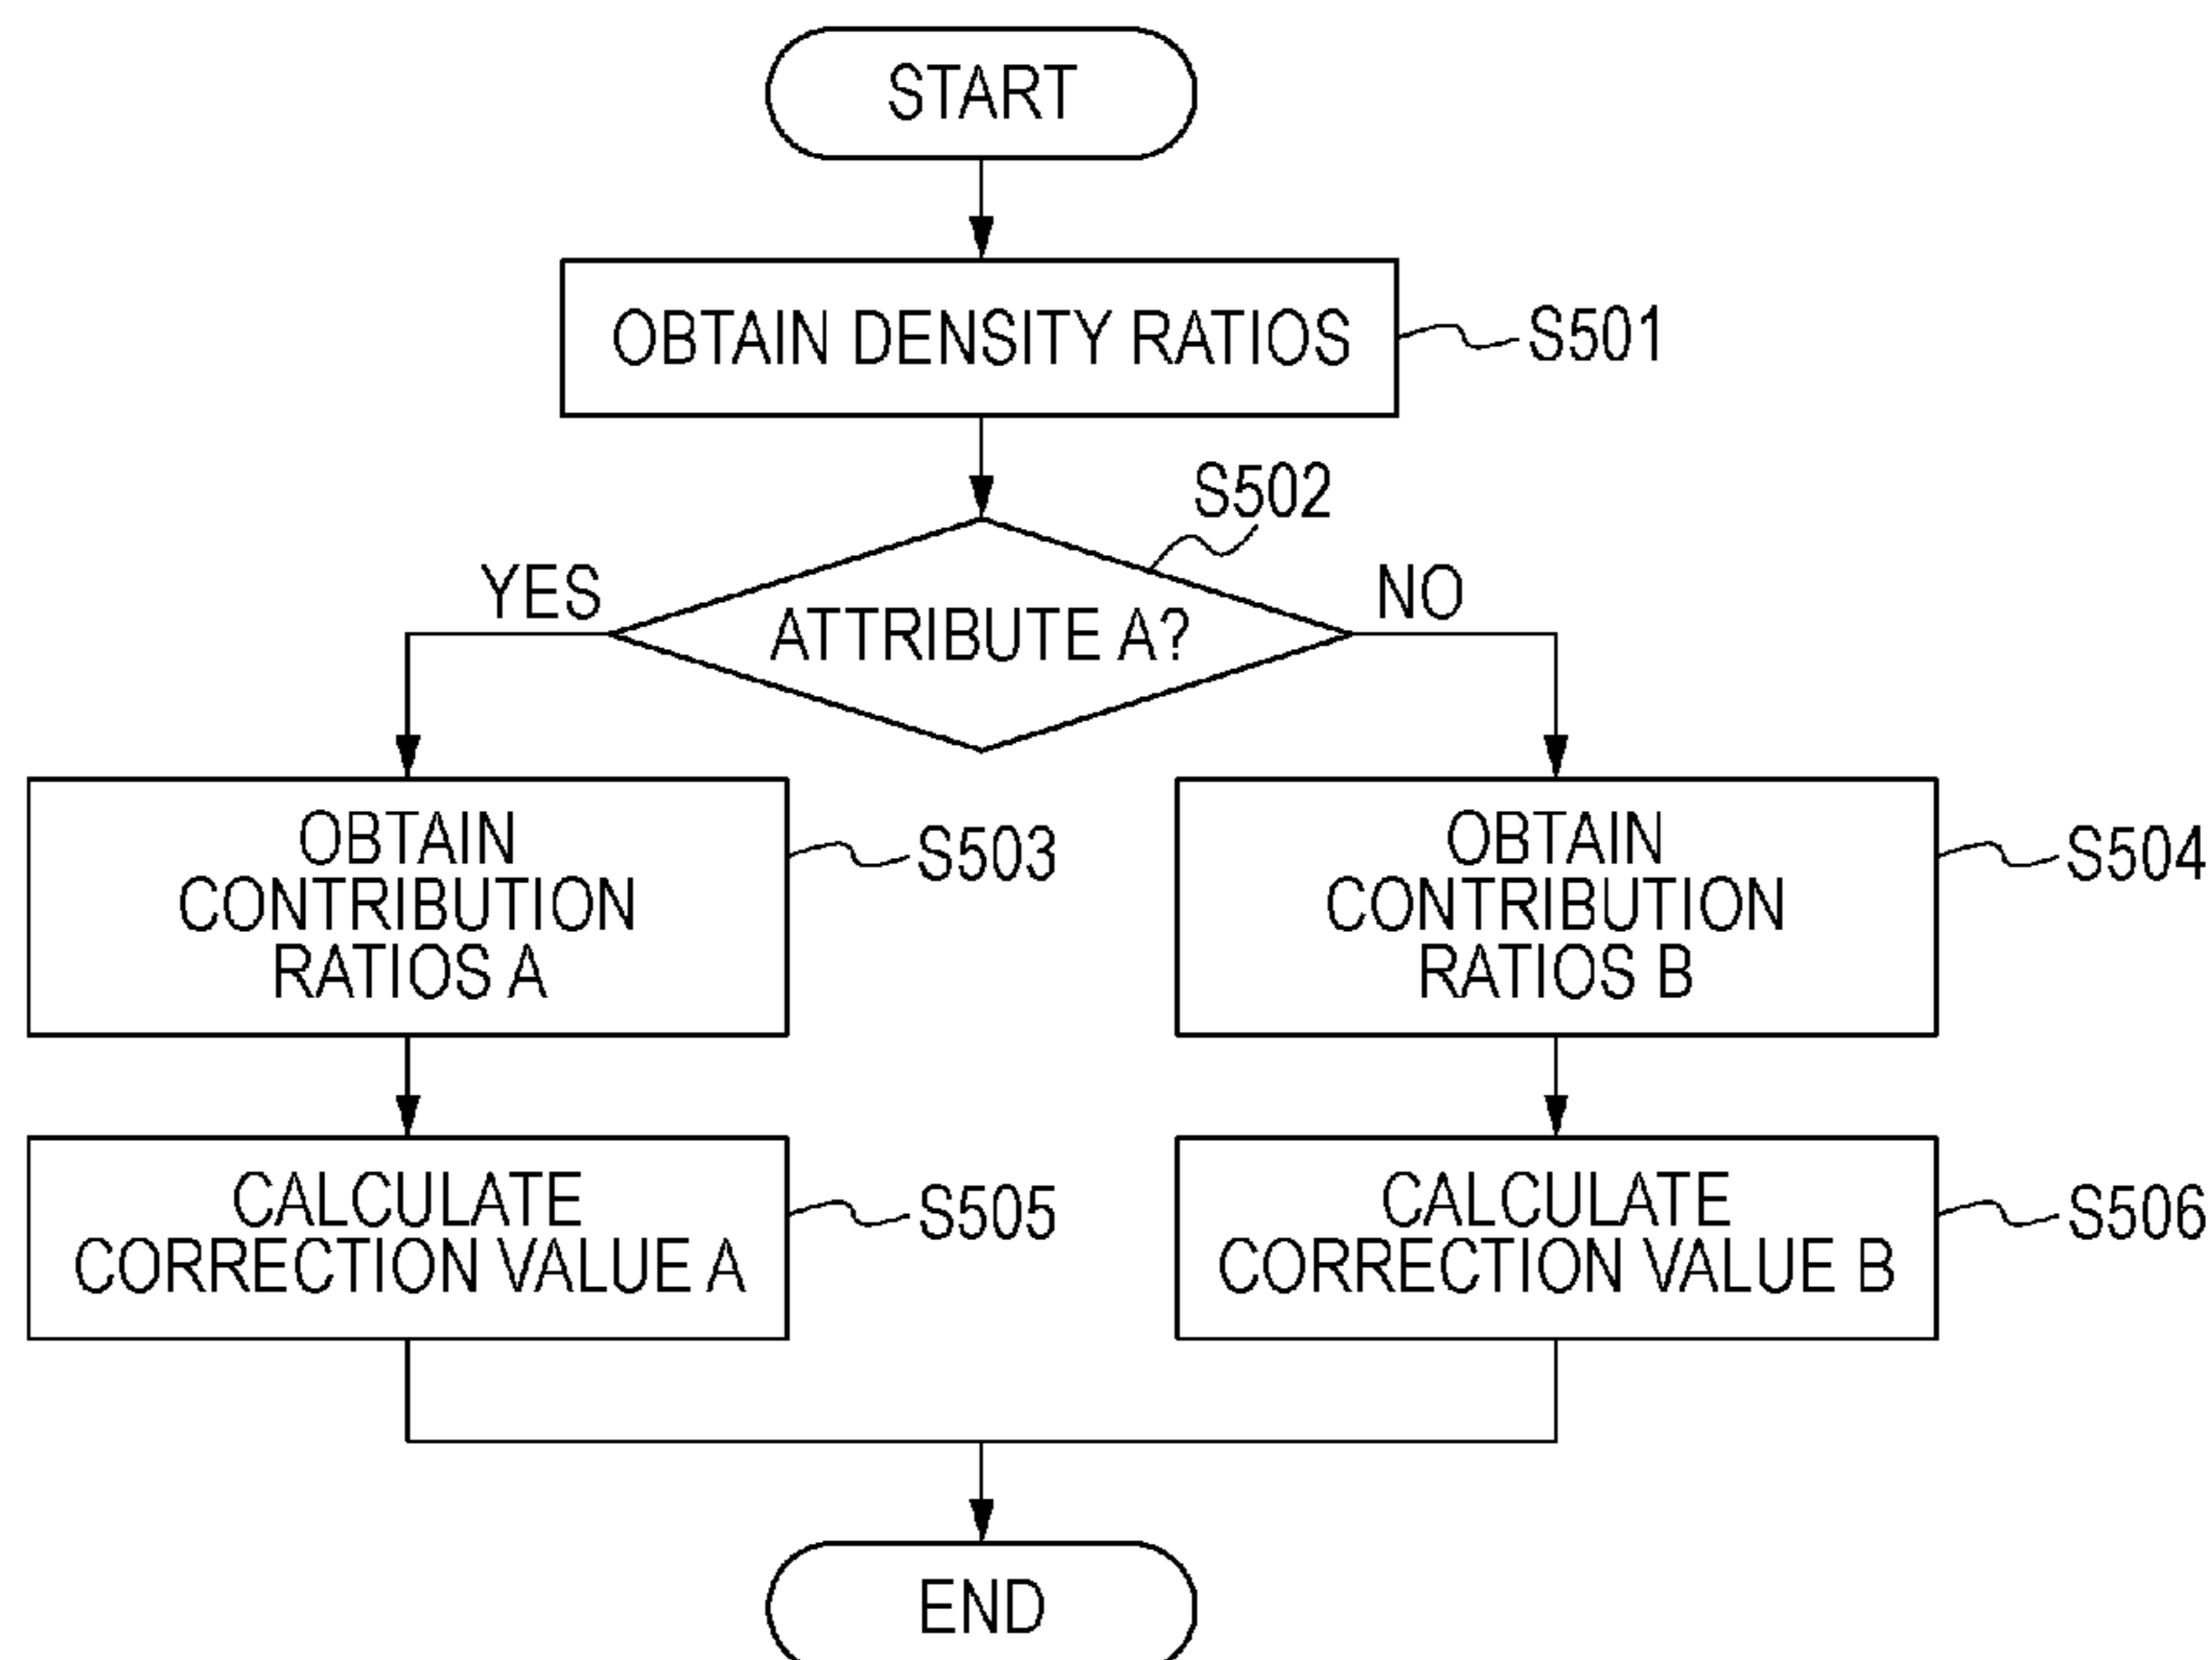 START
OBTAIN DENSITY RATIOS
S501
S502
YES
ATTRIBUTE A?
NO
OBTAIN
CONTRIBUTION
RATIOS A
S503
OBTAIN
CONTRIBUTION
RATIOS B
S504
CALCULATE
CORRECTION VALUE A
S505
CALCULATE
CORRECTION VALUE B
S506
END